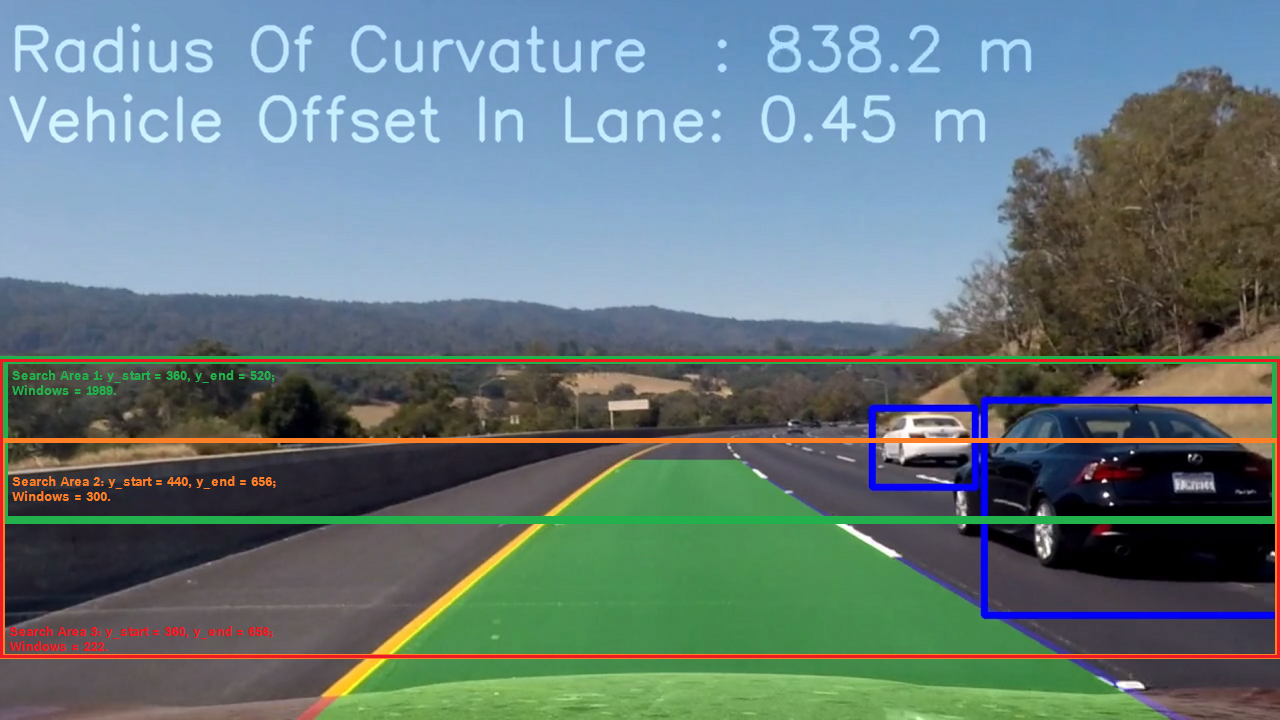 Radius Of Curvature : 838.2 m
Vehicle Offset In Lane: 0.45 m
Search Area 1: y_start = 360, y_end = 520;
Windows = 1989.
Search Area 2: y_start = 440, y_end = 656;
Windows = 300.
Search Area 3: y_start = 360, y_end = 656;
Windows = 222.